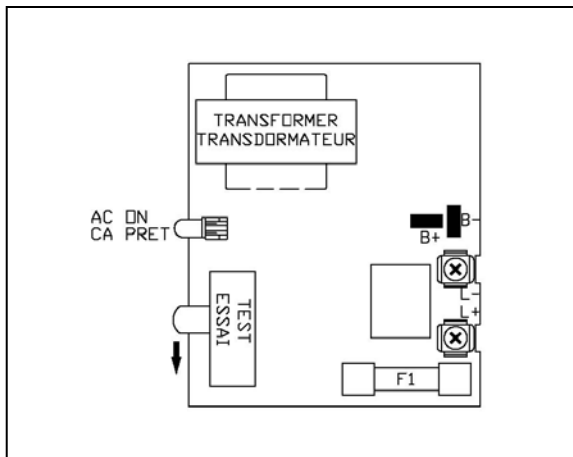 TRANSFORMER
TRANSDORMATEUR
AC ON
CA PRET
B-
B+
L-
L+
TEST
ESSAI
F1